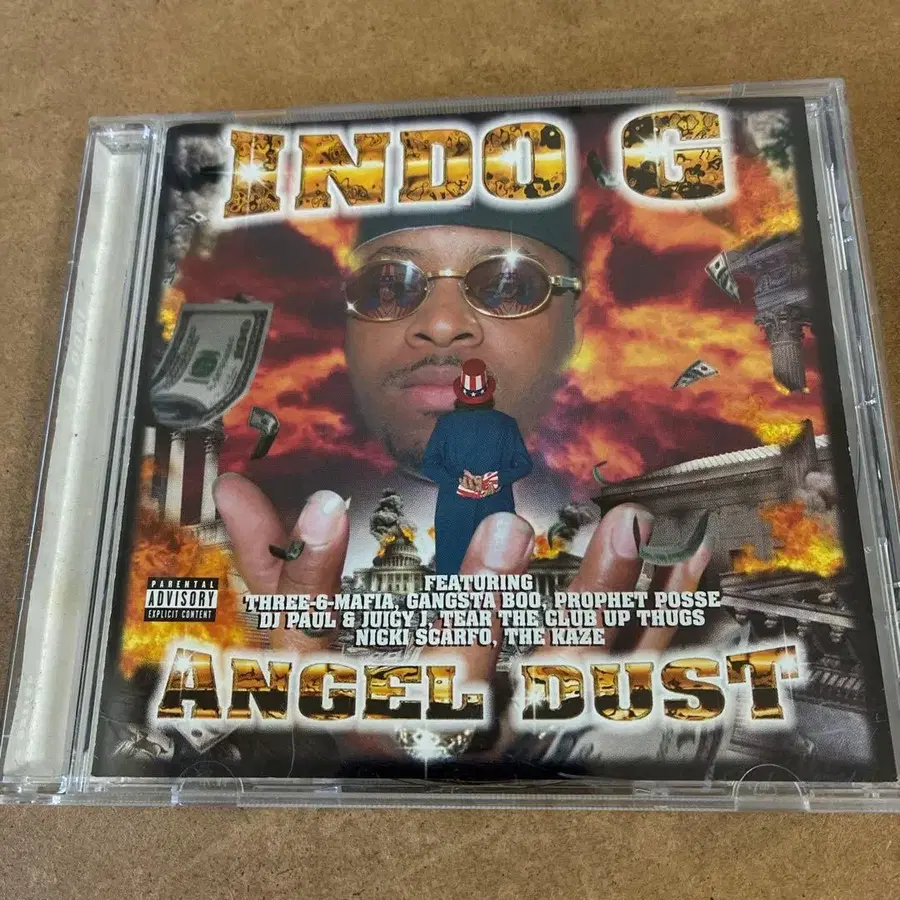 INDO G
FEATURING
THREE-6-MAFIA, GANGSTA BOO, PROPHET POSSE
DJ PAUL & JUICY J, TEAR THE CLUB UP THUGS
NICKI SCARFO, THE KAZE
PARENTAL
ADVISORY
EXPLICIT CONTENT
ANGEL DUST